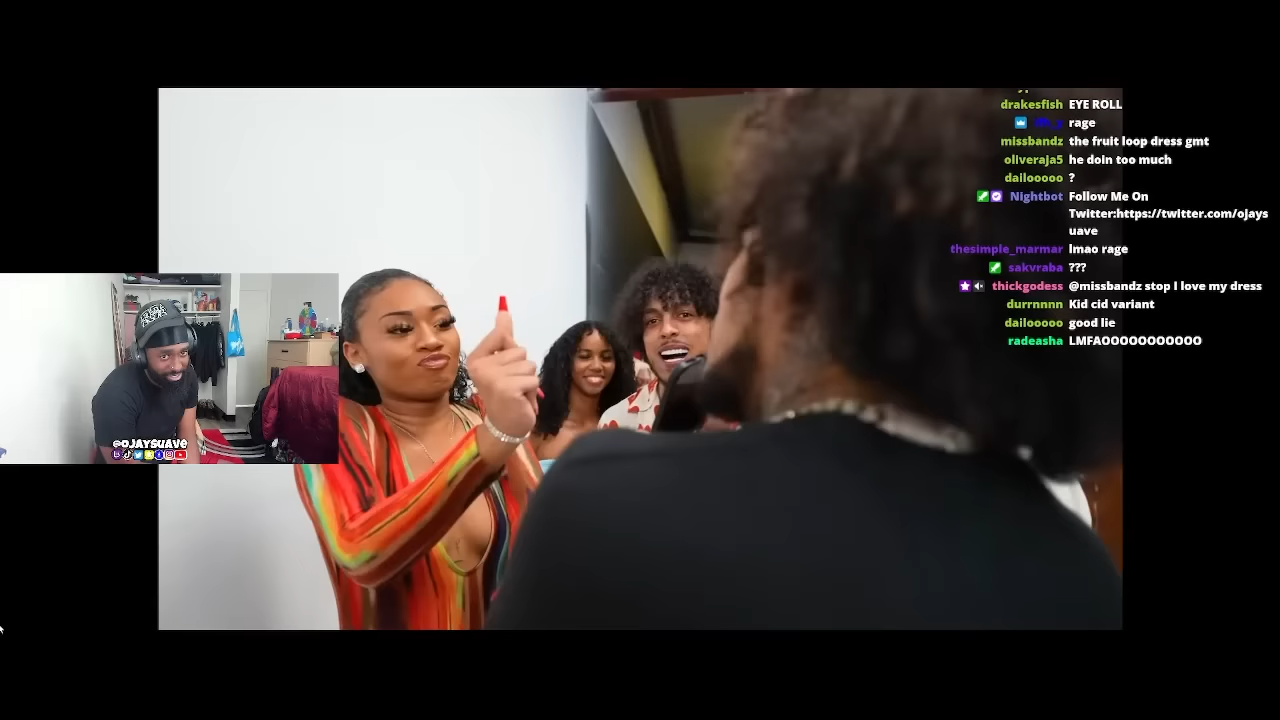 drakesfish EYE ROLL
rage
missbandz the fruit loop dress gmt
oliveraja5 he doin too much
dailooooo ?
Nightbot Follow Me On
Twitter:https://twitter.com/ojays
uave
thesimple_marmar lmao rage
sakvraba ???
thickgodess @missbandz stop I love my dress
durrnnnn Kid cid variant
dailooooo good lie
radeasha LMFAOOOOOOOOOOO
@OJAYSUAVE